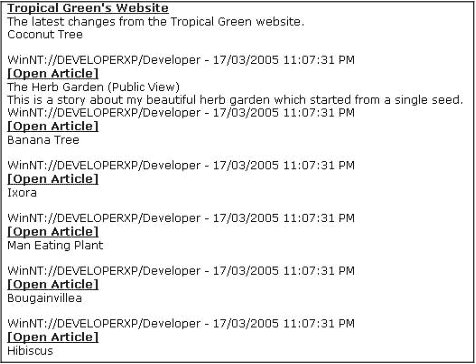 Tropical Green's Website
The latest changes from the Tropical Green website.
Coconut Tree
WinNT://DEVELOPERXP/Developer - 17/03/2005 11:07:31 PM
[Open Article]
The Herb Garden (Public View)
This is a story about my beautiful herb garden which started from a single seed.
WinNT://DEVELOPERXP/Developer - 17/03/2005 11:07:31 PM
[Open Article]
Banana Tree
WinNT://DEVELOPERXP/Developer - 17/03/2005 11:07:31 PM
[Open Article]
Ixora
WinNT://DEVELOPERXP/Developer - 17/03/2005 11:07:31 PM
[Open Article]
Man Eating Plant
WinNT://DEVELOPERXP/Developer - 17/03/2005 11:07:31 PM
[Open Article]
Bougainvillea
WinNT://DEVELOPERXP/Developer - 17/03/2005 11:07:31 PM
[Open Article]
Hibiscus